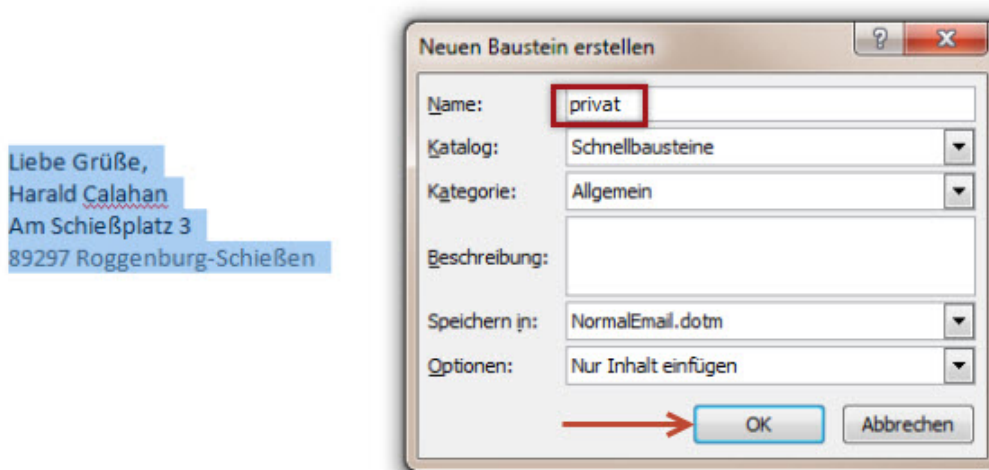 Liebe Grüße,
Harald Calahan
Am Schießplatz 3
89297 Roggenburg-Schießen
Neuen Baustein erstellen
?
Name: privat
Katalog: Schnellbausteine
Kategorie: Allgemein
Beschreibung:
Speichern in: NormalEmail.dotm
Optionen: Nur Inhalt einfügen
OK Abbrechen